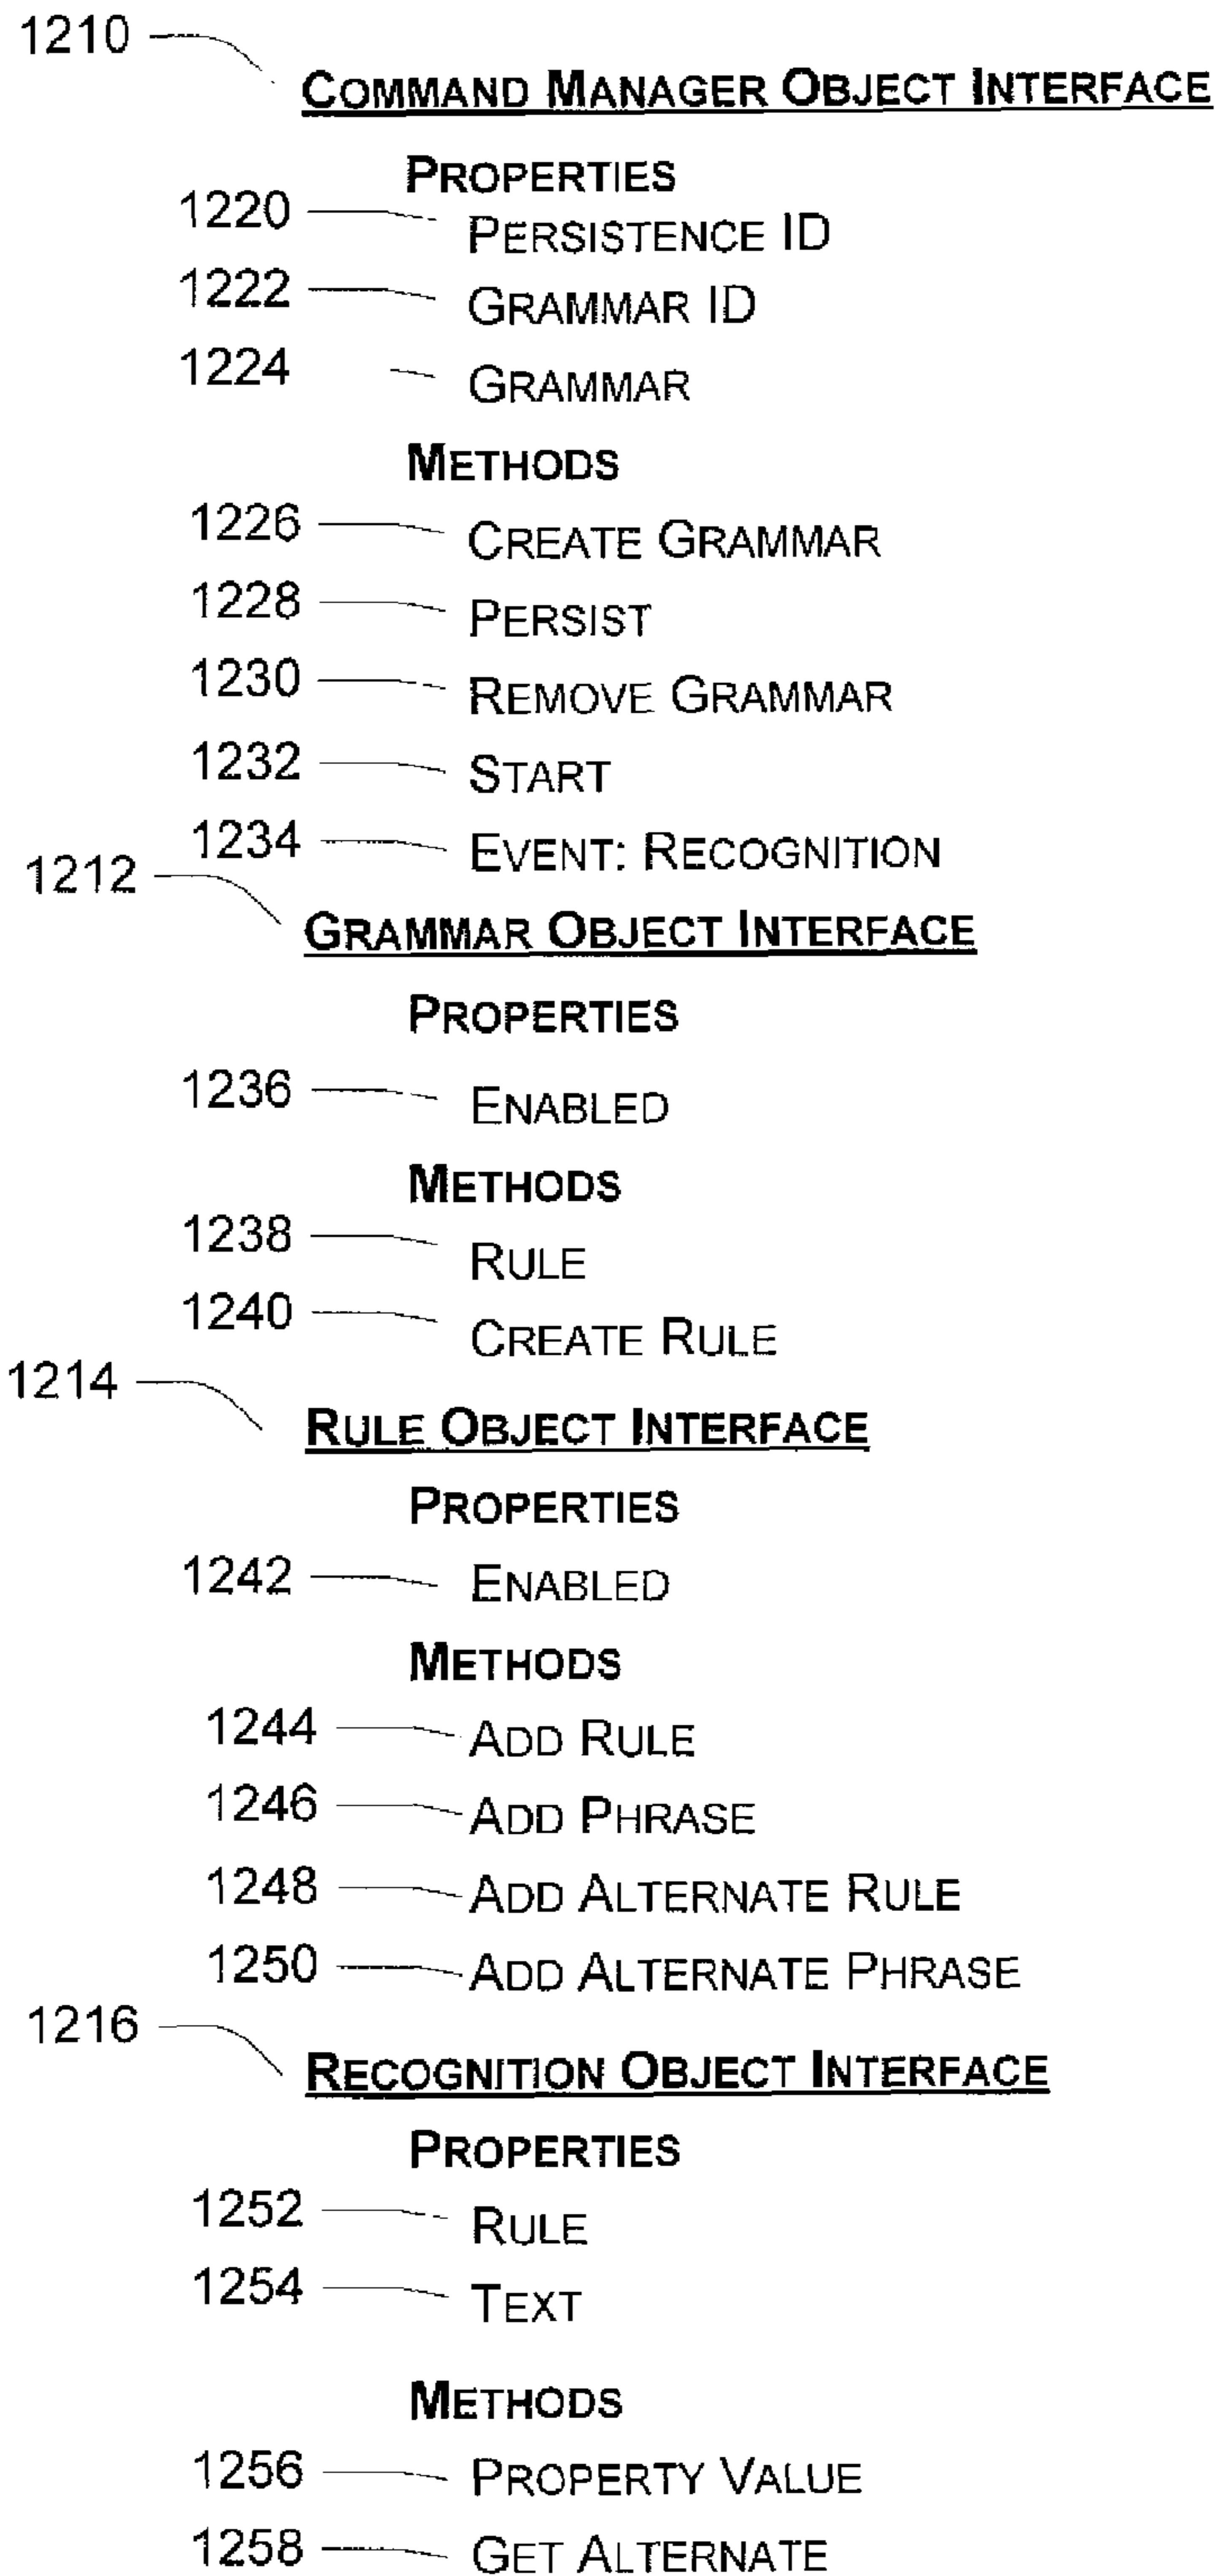 1210
COMMAND MANAGER OBJECT INTERFACE
PROPERTIES
1220 PERSISTENCE ID
1222 GRAMMAR ID
1224 GRAMMAR
METHODS
1226 CREATE GRAMMAR
1228 PERSIST
1230 REMOVE GRAMMAR
1232 START
1234 EVENT: RECOGNITION
1212
GRAMMAR OBJECT INTERFACE
PROPERTIES
1236 ENABLED
METHODS
1238 RULE
1240 CREATE RULE
1214
RULE OBJECT INTERFACE
PROPERTIES
1242 ENABLED
METHODS
1244 ADD RULE
1246 ADD PHRASE
1248 ADD ALTERNATE RULE
1250 ADD ALTERNATE PHRASE
1216
RECOGNITION OBJECT INTERFACE
PROPERTIES
1252 RULE
1254 TEXT
METHODS
1256 PROPERTY VALUE
1258 GET ALTERNATE